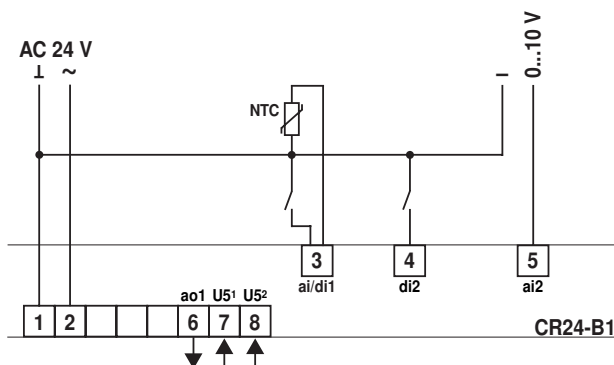 AC 24 V
⊥ ~
– 0...10 V
NTC
3 4 5
ai/di1 di2 ai2
ao1 U5¹ U5²
1 2 6 7 8
CR24-B1